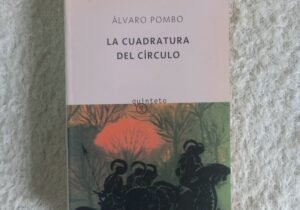 ÁLVARO POMBO
LA CUADRATURA
DEL CÍRCULO
quinteto